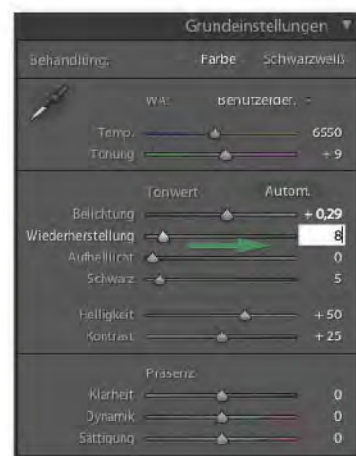 Grundeinstellungen
Behandlung: Farbe Schwarzweiß
WA: Benutzerdef.
Temp. 6550
Tonung + 9
Tonwert Autom.
Belichtung + 0,29
Wiederherstellung 8
Aufhelllicht 0
Schwarz 5
Helligkeit + 50
Kontrast + 25
Präsenz
Klarheit 0
Dynamik 0
Sättigung 0